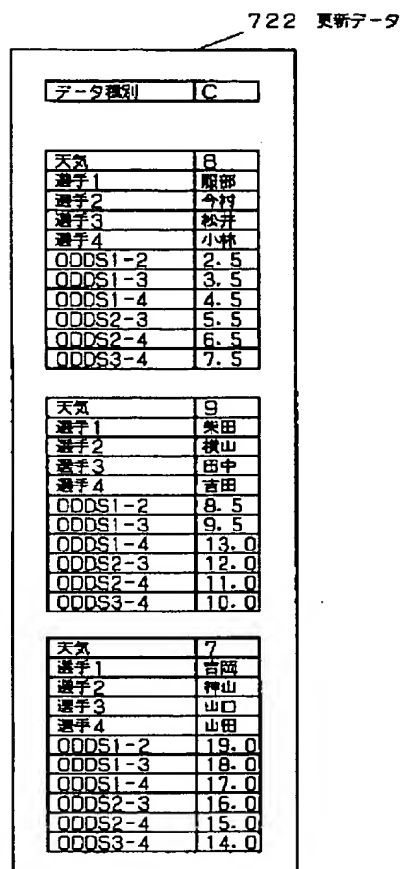 722 更新データ
データ種別 C
天気 8
選手1 服部
選手2 今村
選手3 松井
選手4 小林
ODDS1-2 2.5
ODDS1-3 3.5
ODDS1-4 4.5
ODDS2-3 5.5
ODDS2-4 6.5
ODDS3-4 7.5
天気 9
選手1 柴田
選手2 横山
選手3 田中
選手4 吉田
ODDS1-2 8.5
ODDS1-3 9.5
ODDS1-4 13.0
ODDS2-3 12.0
ODDS2-4 11.0
ODDS3-4 10.0
天気 7
選手1 吉岡
選手2 神山
選手3 山口
選手4 山田
ODDS1-2 19.0
ODDS1-3 18.0
ODDS1-4 17.0
ODDS2-3 16.0
ODDS2-4 15.0
ODDS3-4 14.0